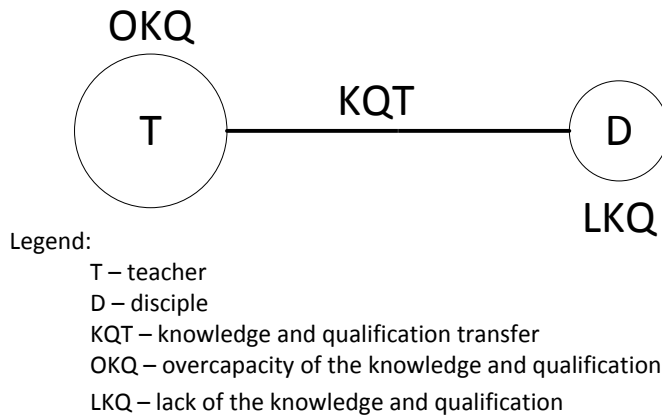 OKQ
KQT
T
D
LKQ
Legend:
T – teacher
D – disciple
KQT – knowledge and qualification transfer
OKQ – overcapacity of the knowledge and qualification
LKQ – lack of the knowledge and qualification